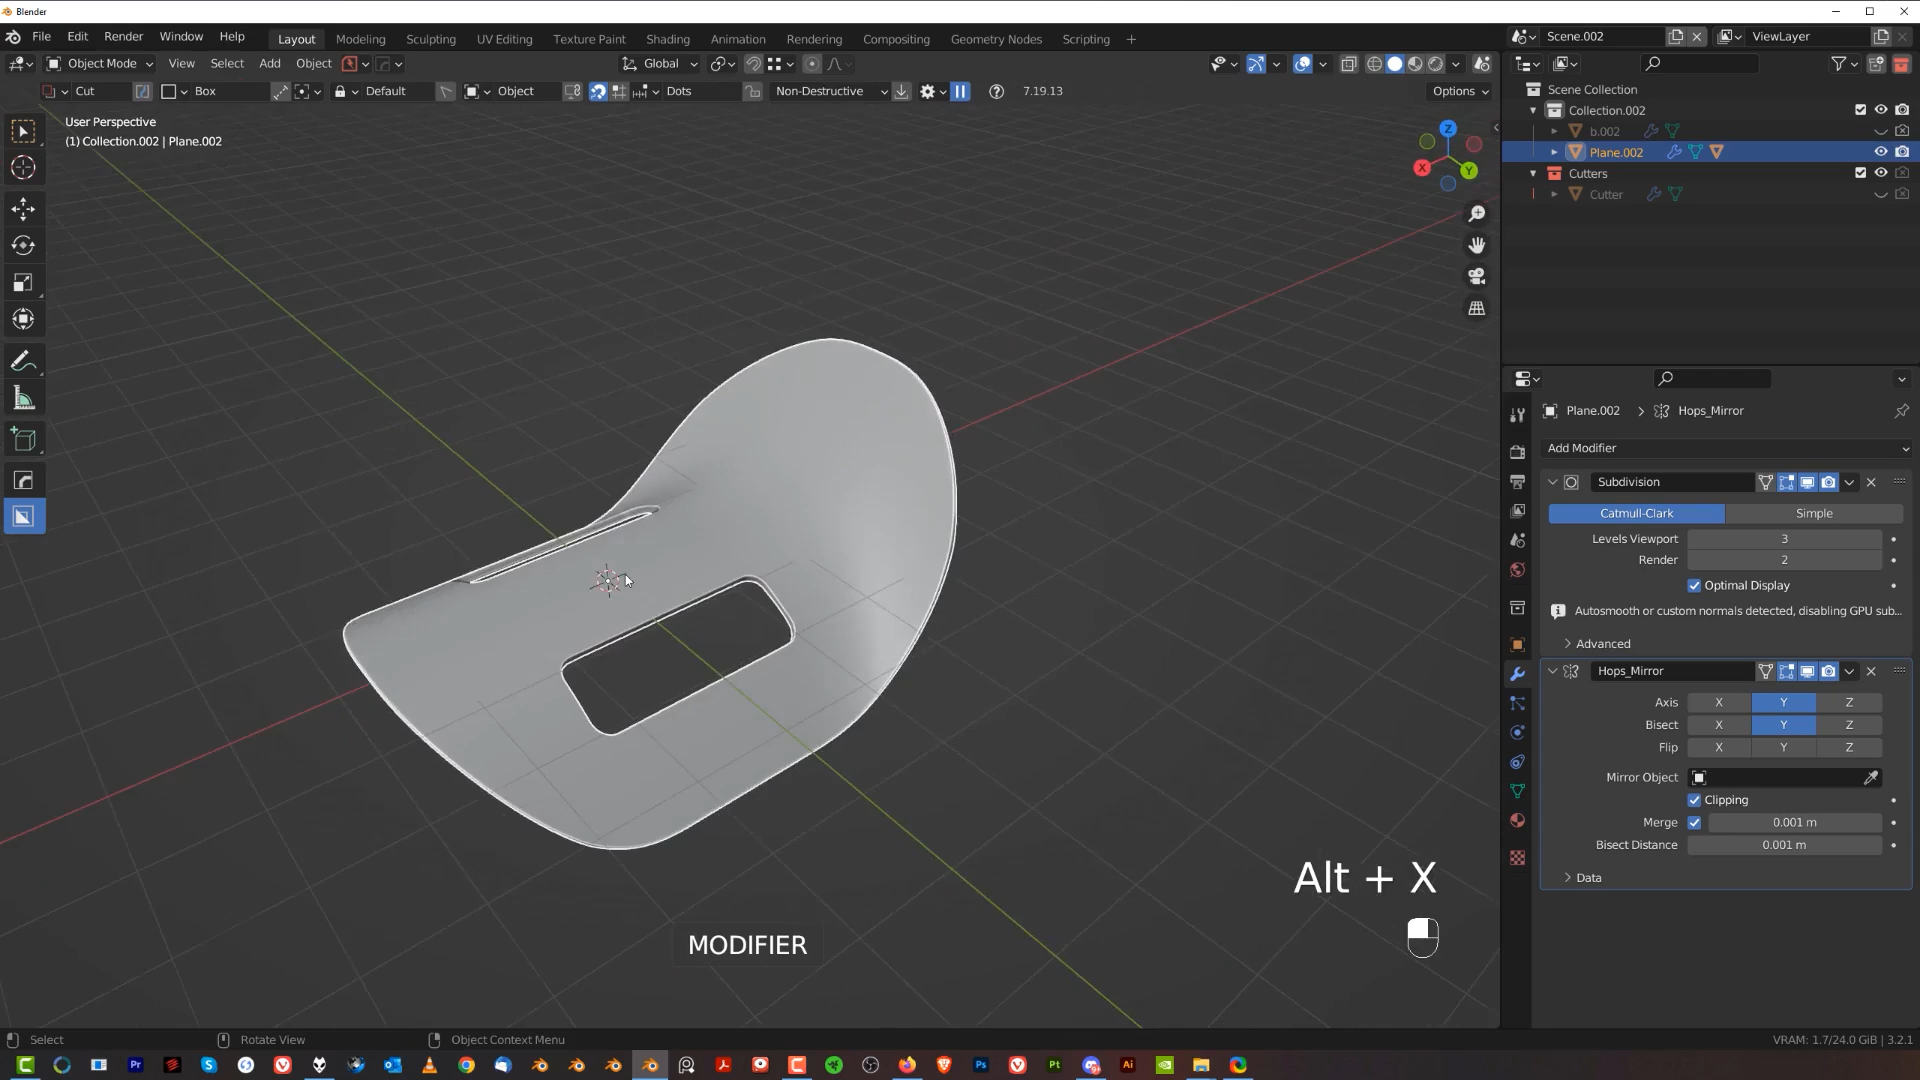 Blender
File Edit Render Window Help
Layout Modeling Sculpting UV Editing Texture Paint Shading Animation Rendering Compositing Geometry Nodes Scripting +
Scene.002
ViewLayer
Object Mode View Select Add Object
Global
Cut Box Default Object Dots Non-Destructive 7.19.13
Options
User Perspective
(1) Collection.002 | Plane.002
Z
X
Y
Scene Collection
Collection.002
b.002
Plane.002
Cutters
Cutter
Plane.002 > Hops_Mirror
Add Modifier
Subdivision
Catmull-Clark Simple
Levels Viewport 3
Render 2
Optimal Display
Autosmooth or custom normals detected, disabling GPU sub...
Advanced
Hops_Mirror
Axis X Y Z
Bisect X Y Z
Flip X Y Z
Mirror Object
Clipping
Merge 0.001 m
Bisect Distance 0.001 m
Data
Alt + X
MODIFIER
Select Rotate View Object Context Menu
VRAM: 1.7/24.0 GiB | 3.2.1
Pr S Ps Pt Ai